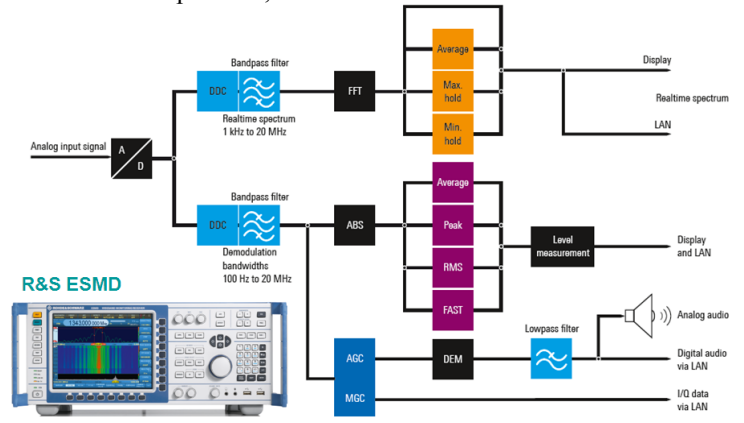 Average
Bandpass filter
Display
DDC
FFT
Max.
hold
Realtime spectrum
Realtime spectrum
1 kHz to 20 MHz
Min.
hold
LAN
Analog input signal
A
D
Average
Bandpass filter
DDC
ABS
Peak
Level
measurement
Display
and LAN
Demodulation
bandwidths
100 Hz to 20 MHz
RMS
R&S ESMD
FAST
Analog audio
Lowpass filter
AGC
DEM
Digital audio
via LAN
MGC
I/Q data
via LAN